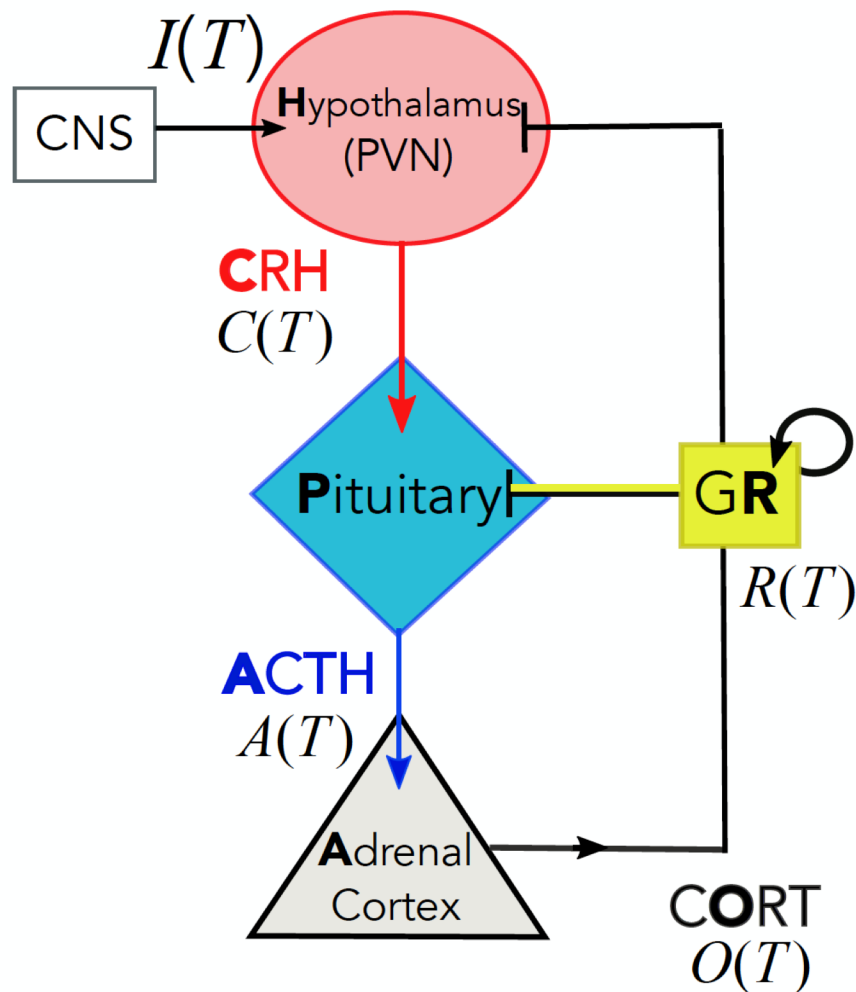 I(T)
CNS
Hypothalamus
(PVN)
CRH
C(T)
Pituitary
GR
R(T)
ACTH
A(T)
Adrenal
Cortex
CORT
O(T)